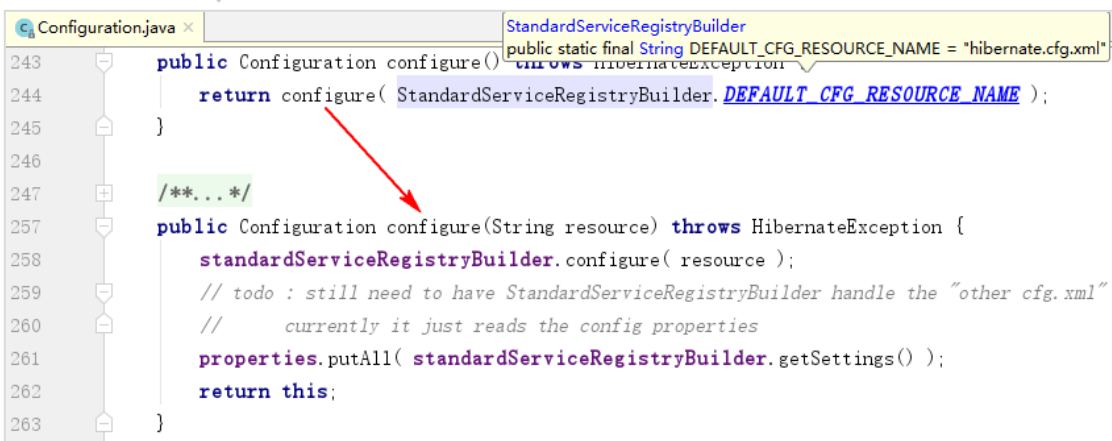 Configuration.java ×
StandardServiceRegistryBuilder
public static final String DEFAULT_CFG_RESOURCE_NAME = "hibernate.cfg.xml"
243 public Configuration configure() throws HibernateException
244 return configure( StandardServiceRegistryBuilder.DEFAULT_CFG_RESOURCE_NAME );
245 }
246
247 /**...*/
257 public Configuration configure(String resource) throws HibernateException {
258 standardServiceRegistryBuilder.configure( resource );
259 // todo : still need to have StandardServiceRegistryBuilder handle the "other cfg.xml"
260 // currently it just reads the config properties
261 properties.putAll( standardServiceRegistryBuilder.getSettings() );
262 return this;
263 }